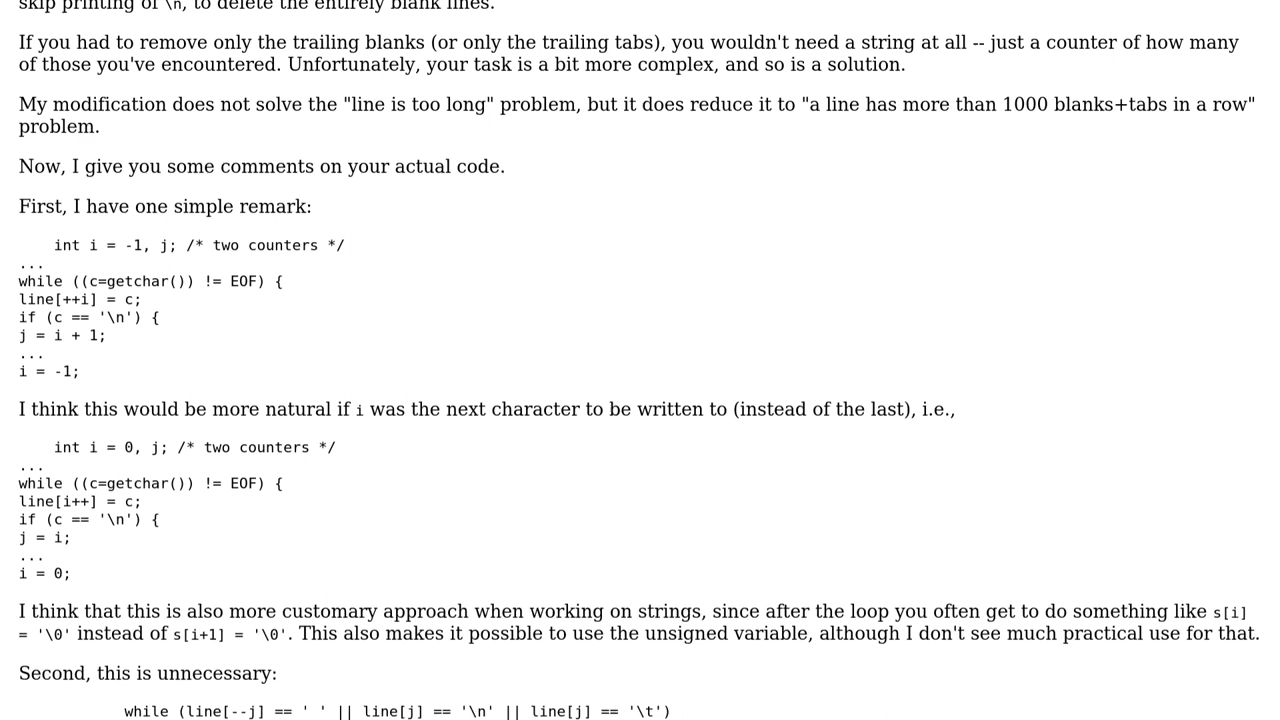 skip printing of \n, to delete the entirely blank lines.
If you had to remove only the trailing blanks (or only the trailing tabs), you wouldn't need a string at all -- just a counter of how many
of those you've encountered. Unfortunately, your task is a bit more complex, and so is a solution.
My modification does not solve the "line is too long" problem, but it does reduce it to "a line has more than 1000 blanks+tabs in a row"
problem.
Now, I give you some comments on your actual code.
First, I have one simple remark:
    int i = -1, j; /* two counters */
...
while ((c=getchar()) != EOF) {
line[++i] = c;
if (c == '\n') {
j = i + 1;
...
i = -1;
I think this would be more natural if i was the next character to be written to (instead of the last), i.e.,
    int i = 0, j; /* two counters */
...
while ((c=getchar()) != EOF) {
line[i++] = c;
if (c == '\n') {
j = i;
...
i = 0;
I think that this is also more customary approach when working on strings, since after the loop you often get to do something like s[i]
= '\0' instead of s[i+1] = '\0'. This also makes it possible to use the unsigned variable, although I don't see much practical use for that.
Second, this is unnecessary:
            while (line[--j] == ' ' || line[j] == '\n' || line[j] == '\t')